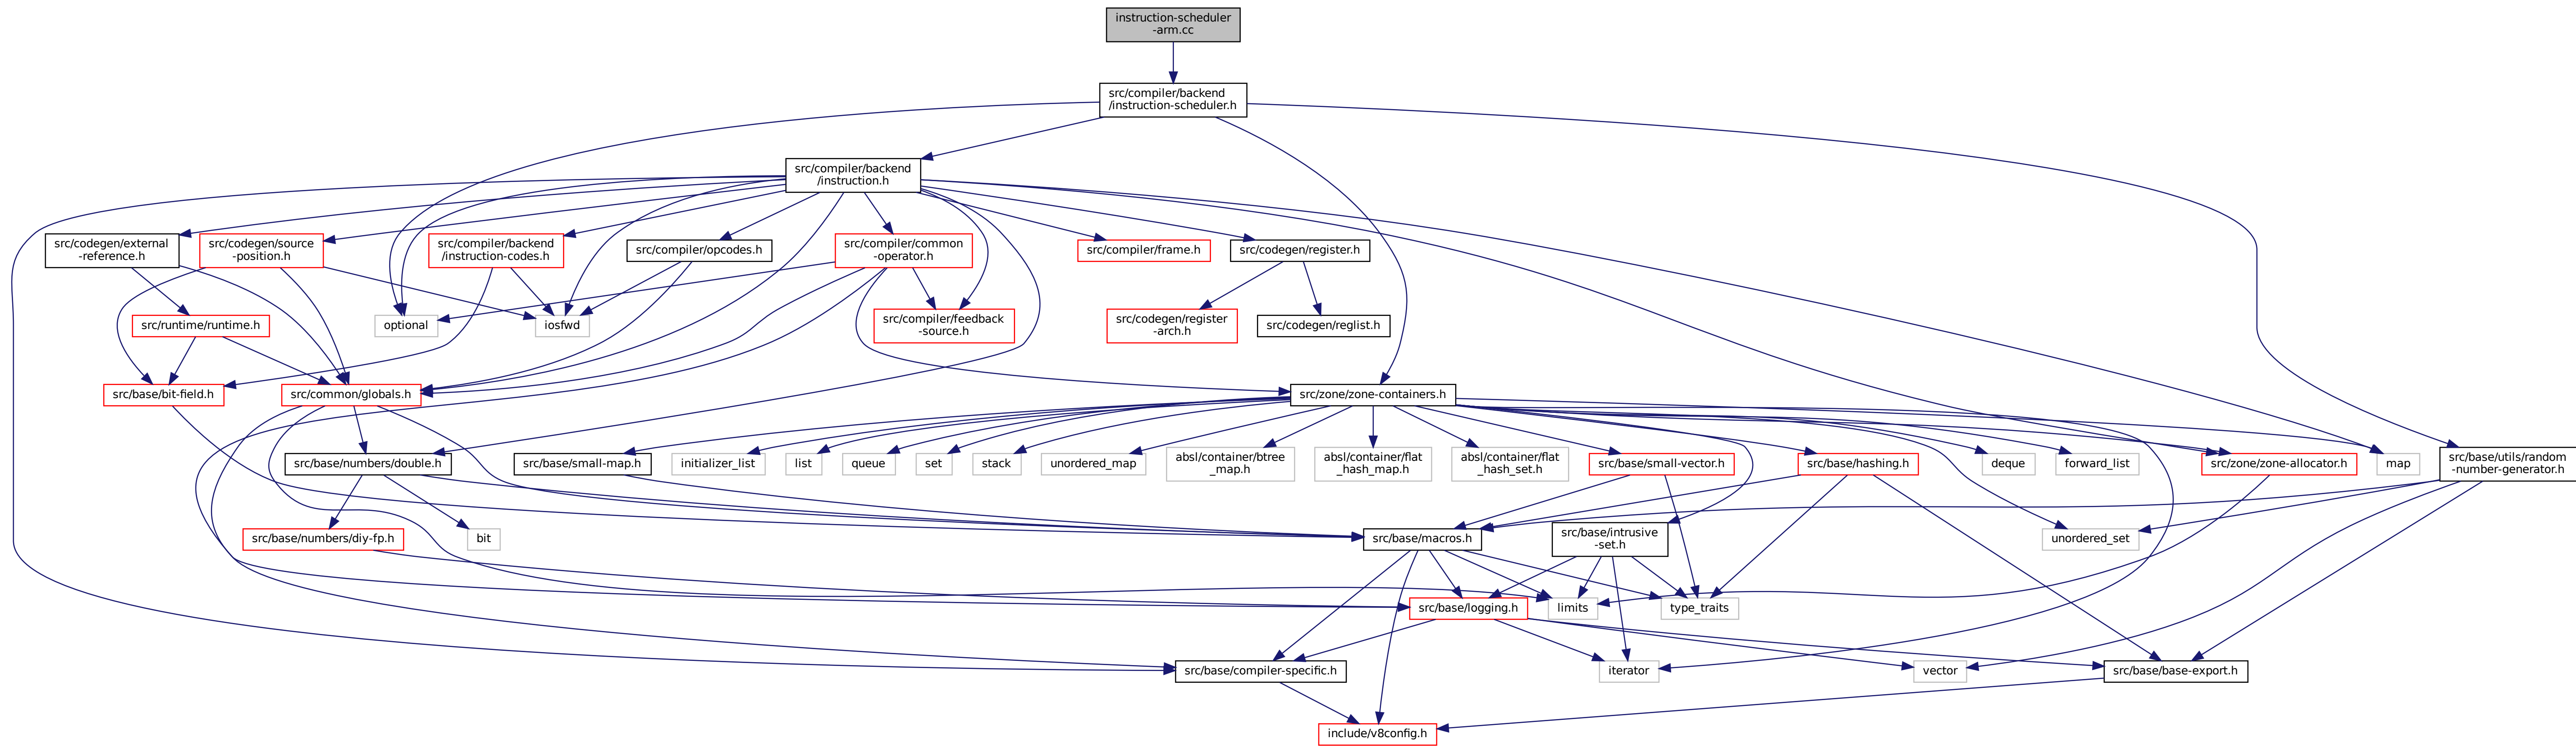 instruction-scheduler
-arm.cc
src/compiler/backend
/instruction-scheduler.h
src/compiler/backend
/instruction.h
src/codegen/external
-reference.h
src/codegen/source
-position.h
src/compiler/backend
/instruction-codes.h
src/compiler/opcodes.h
src/compiler/common
-operator.h
src/compiler/frame.h
src/codegen/register.h
src/runtime/runtime.h
optional
iosfwd
src/compiler/feedback
-source.h
src/codegen/register
-arch.h
src/codegen/reglist.h
src/base/bit-field.h
src/common/globals.h
src/zone/zone-containers.h
src/base/numbers/double.h
src/base/small-map.h
initializer_list
list
queue
set
stack
unordered_map
absl/container/btree
_map.h
absl/container/flat
_hash_map.h
absl/container/flat
_hash_set.h
src/base/small-vector.h
src/base/hashing.h
deque
forward_list
src/zone/zone-allocator.h
map
src/base/utils/random
-number-generator.h
src/base/numbers/diy-fp.h
bit
src/base/macros.h
src/base/intrusive
-set.h
unordered_set
src/base/logging.h
limits
type_traits
src/base/compiler-specific.h
iterator
vector
src/base/base-export.h
include/v8config.h